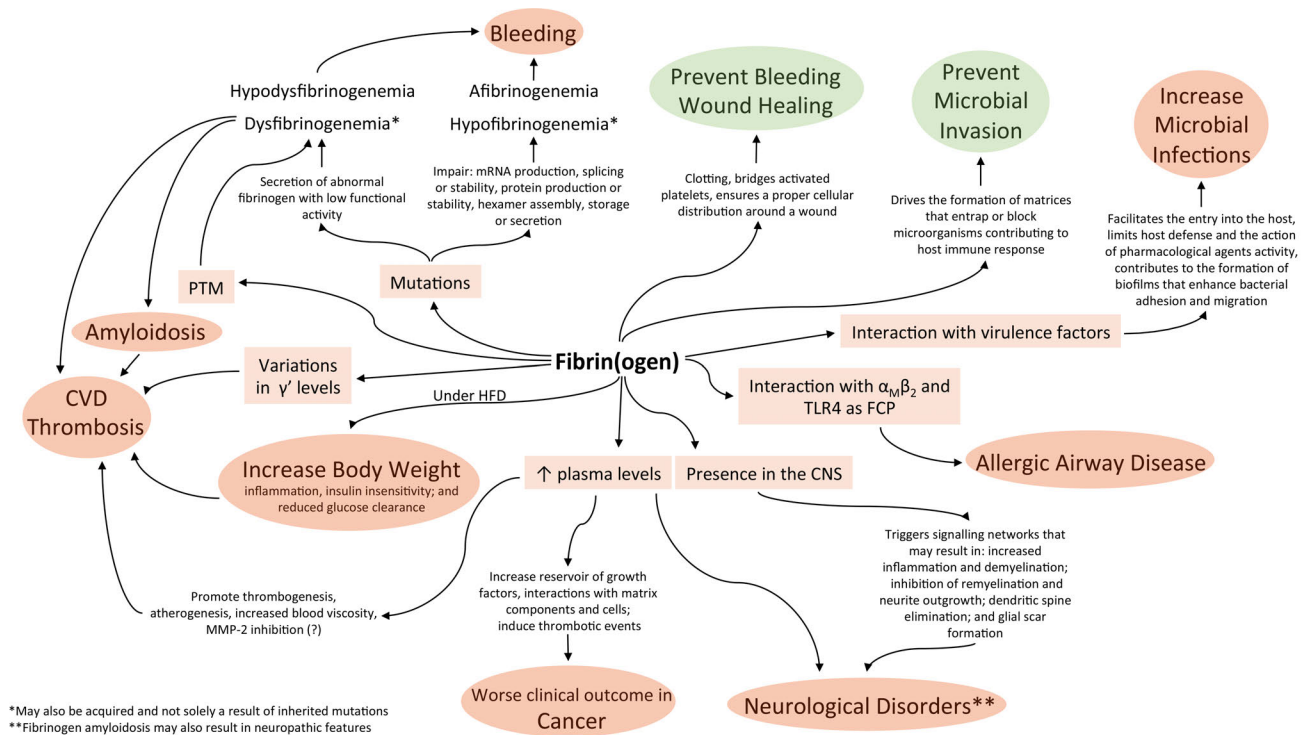 Bleeding
Hypodysfibrinogenemia
Dysfibrinogenemia*
Afibrinogenemia
Hypofibrinogenemia*
Prevent Bleeding
Wound Healing
Prevent
Microbial
Invasion
Increase
Microbial
Infections
Secretion of abnormal
fibrinogen with low functional
activity
Impair: mRNA production, splicing
or stability, protein production or
stability, hexamer assembly, storage
or secretion
Clotting, bridges activated
platelets, ensures a proper cellular
distribution around a wound
Drives the formation of matrices
that entrap or block
microorganisms contributing to
host immune response
Facilitates the entry into the host,
limits host defense and the action
of pharmacological agents activity,
contributes to the formation of
biofilms that enhance bacterial
adhesion and migration
PTM
Mutations
Amyloidosis
Interaction with virulence factors
Fibrin(ogen)
Variations
in γ’ levels
Under HFD
Interaction with αMβ2 and
TLR4 as FCP
CVD
Thrombosis
Increase Body Weight
inflammation, insulin insensitivity; and
reduced glucose clearance
↑ plasma levels
Presence in the CNS
Allergic Airway Disease
Triggers signalling networks that
may result in: increased
inflammation and demyelination;
inhibition of remyelination and
neurite outgrowth; dendritic spine
elimination; and glial scar
formation
Promote thrombogenesis,
atherogenesis, increased blood viscosity,
MMP-2 inhibition (?)
Increase reservoir of growth
factors, interactions with matrix
components and cells;
induce thrombotic events
Worse clinical outcome in
Cancer
Neurological Disorders**
*May also be acquired and not solely a result of inherited mutations
**Fibrinogen amyloidosis may also result in neuropathic features